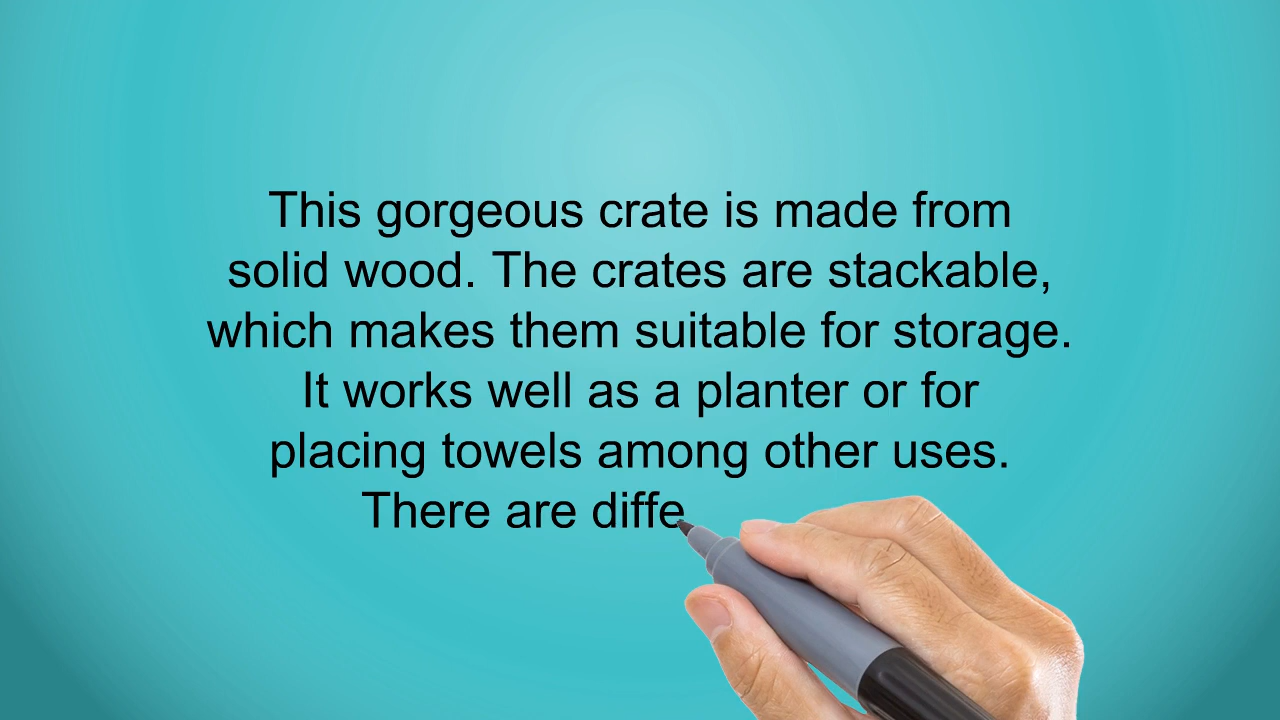 This gorgeous crate is made from
solid wood. The crates are stackable,
which makes them suitable for storage.
It works well as a planter or for
placing towels among other uses.
There are diffe